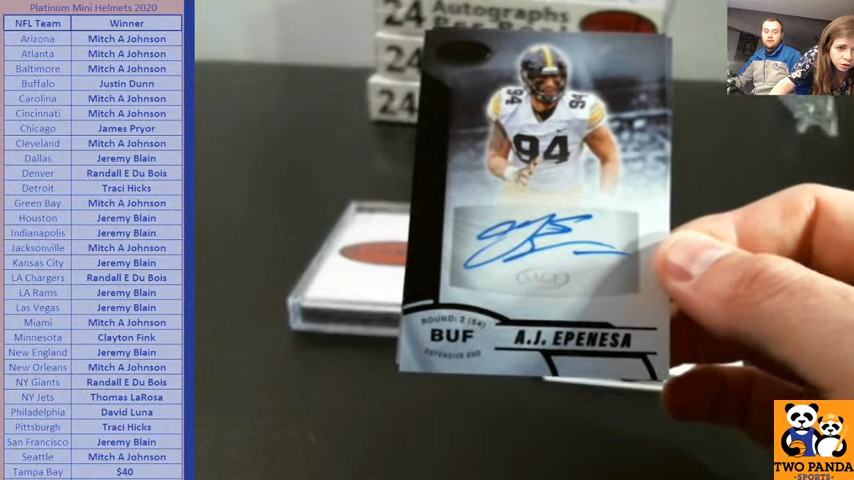 Platinum Mini Helmets 2020
NFL Team Winner
Arizona Mitch A Johnson
Atlanta Mitch A Johnson
Baltimore Mitch A Johnson
Buffalo Justin Dunn
Carolina Mitch A Johnson
Cincinnati Mitch A Johnson
Chicago James Pryor
Cleveland Mitch A Johnson
Dallas Jeremy Blain
Denver Randall E Du Bois
Detroit Traci Hicks
Green Bay Mitch A Johnson
Houston Jeremy Blain
Indianapolis Jeremy Blain
Jacksonville Mitch A Johnson
Kansas City Jeremy Blain
LA Chargers Randall E Du Bois
LA Rams Jeremy Blain
Las Vegas Jeremy Blain
Miami Mitch A Johnson
Minnesota Clayton Fink
New England Jeremy Blain
New Orleans Mitch A Johnson
NY Giants Randall E Du Bois
NY Jets Thomas LaRosa
Philadelphia David Luna
Pittsburgh Traci Hicks
San Francisco Jeremy Blain
Seattle Mitch A Johnson
Tampa Bay $40
24 Autographs
24
24
94 94
94
SAGE
ROUND: 2 (54)
BUF
DEFENSIVE END
A.J. EPENESA
TWO PANDA
-SPORTS-